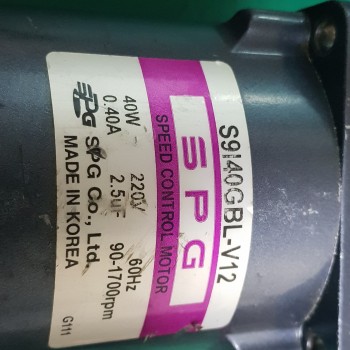 S9I40GBL-V12
SPG
SPEED CONTROL MOTOR
40W 220V 60Hz
0.40A 2.5uF 90-1700rpm
SPG SPG Co., Ltd.
MADE IN KOREA
G111